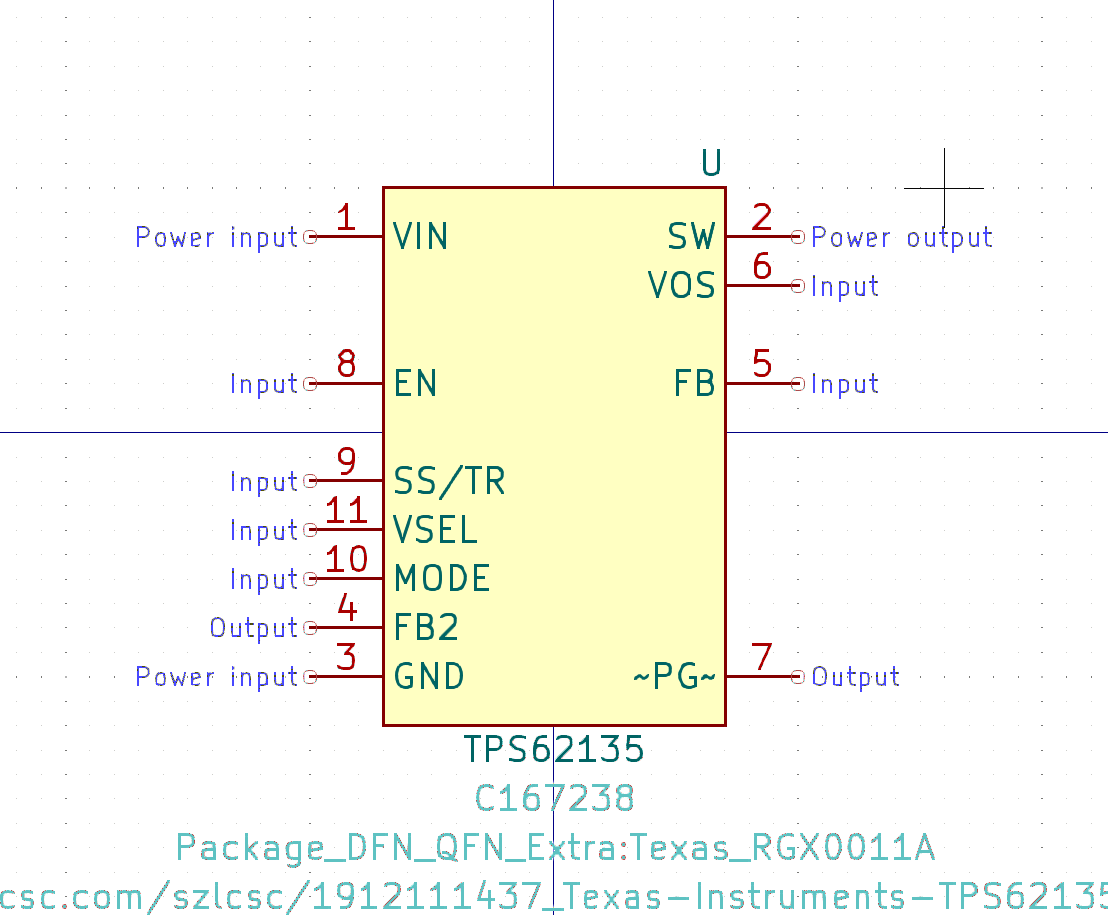 U
Power input 1 VIN SW 2 Power output
VOS 6 Input
Input 8 EN FB 5 Input
Input 9 SS/TR
Input 11 VSEL
Input 10 MODE
Output 4 FB2
Power input 3 GND ~PG~ 7 Output
TPS62135
C167238
Package_DFN_QFN_Extra:Texas_RGX0011A
csc.com/szlcsc/1912111437_Texas-Instruments-TPS62135